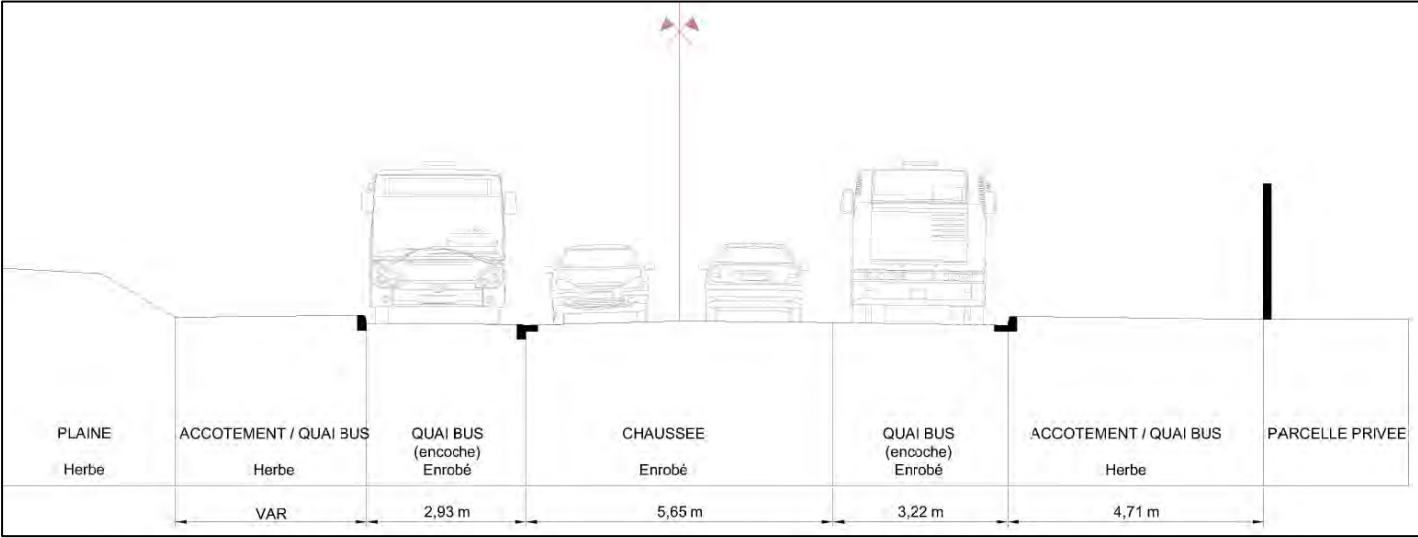 PLAINE
Herbe
ACCOTEMENT / QUAI BUS
Herbe
QUAI BUS
(encoche)
Enrobé
CHAUSSEE
Enrobé
QUAI BUS
(encoche)
Enrobé
ACCOTEMENT / QUAI BUS
Herbe
PARCELLE PRIVEE
VAR
2,93 m
5,65 m
3,22 m
4,71 m